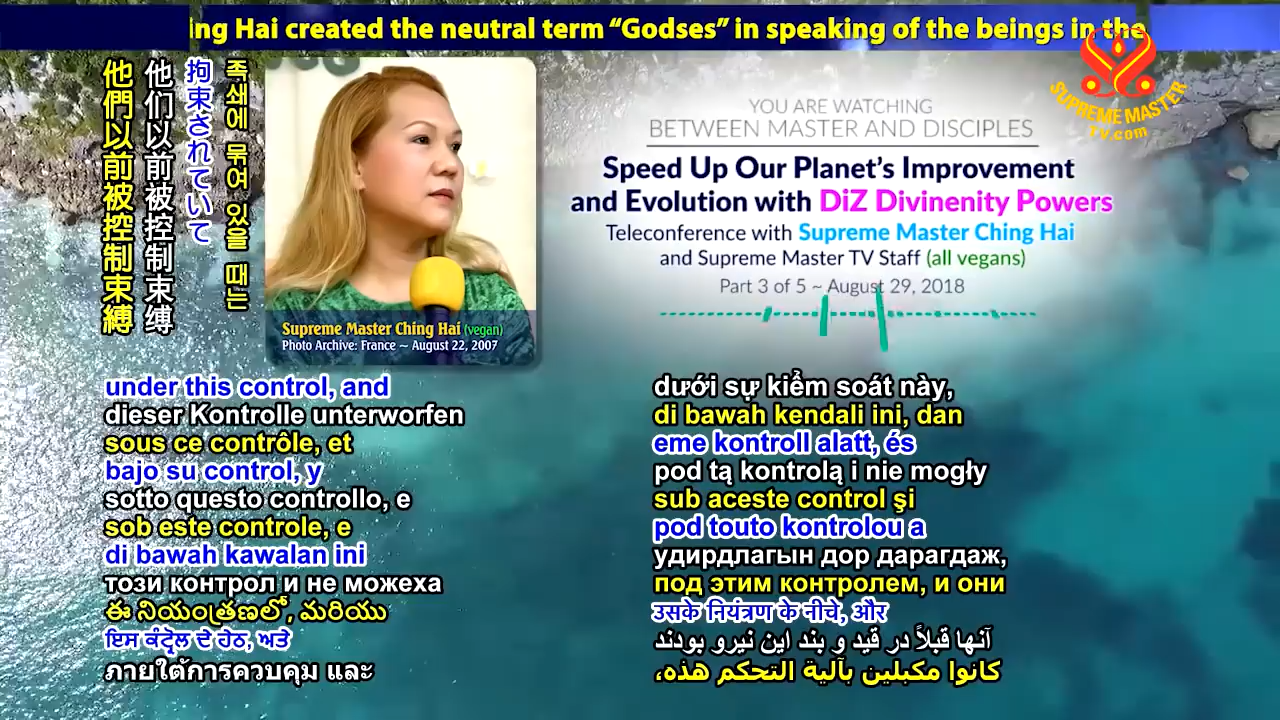 ing Hai created the neutral term “Godses” in speaking of the beings in the
SUPREME MASTER
TV.com
他們以前被控制束縛
他们以前被控制束缚
拘束されていて
족쇄에 묶여 있을 때는
YOU ARE WATCHING
BETWEEN MASTER AND DISCIPLES
Speed Up Our Planet’s Improvement
and Evolution with DiZ Divinenity Powers
Teleconference with Supreme Master Ching Hai
and Supreme Master TV Staff (all vegans)
Part 3 of 5 ~ August 29, 2018
Supreme Master Ching Hai (vegan)
Photo Archive: France ~ August 22, 2007
under this control, and
dieser Kontrolle unterworfen
sous ce contrôle, et
bajo su control, y
sotto questo controllo, e
sob este controle, e
di bawah kawalan ini
този контрол и не можеха
ఈ నియంత్రణలో, మరియు
ਇਸ ਕੰਟ੍ਰੋਲ ਦੇ ਹੇਠ, ਅਤੇ
ภายใต้การควบคุม และ
dưới sự kiểm soát này,
di bawah kendali ini, dan
eme kontroll alatt, és
pod tą kontrolą i nie mogły
sub aceste control şi
pod touto kontrolou a
удирдлагын дор дарагдаж,
под этим контролем, и они
उसके नियंत्रण के नीचे, और
آنها قبلاً در قید و بند این نیرو بودند
كانوا مكبلين بآلية التحكم هذه،